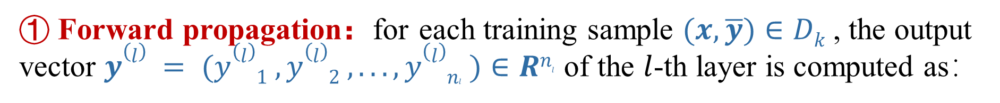 ① Forward propagation: for each training sample $(\boldsymbol{x}, \overline{\boldsymbol{y}}) \in D_k$ , the output
vector $\boldsymbol{y}^{(l)} = (y^{(l)}{}_1, y^{(l)}{}_2, \ldots, y^{(l)}{}_{n_l}) \in \boldsymbol{R}^{n_l}$ of the $l$-th layer is computed as: